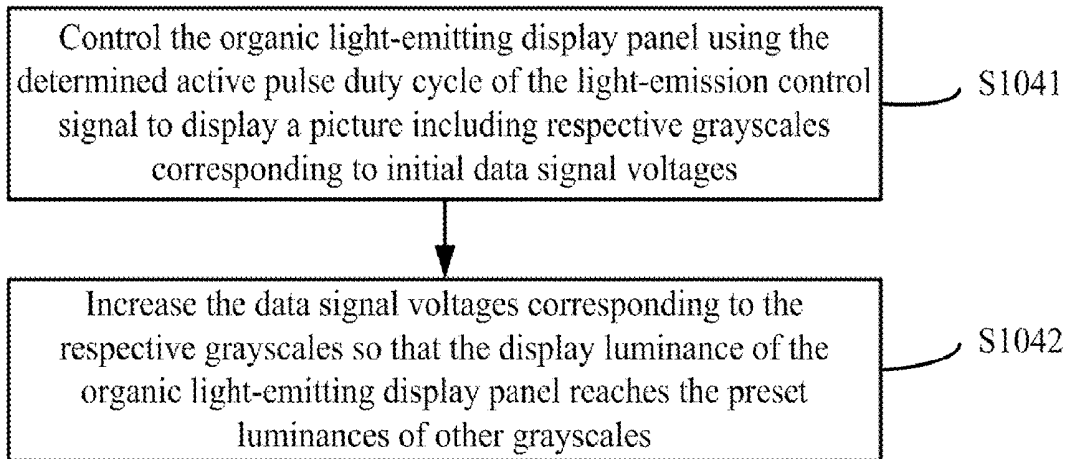 Control the organic light-emitting display panel using the
determined active pulse duty cycle of the light-emission control
signal to display a picture including respective grayscales
corresponding to initial data signal voltages
S1041
Increase the data signal voltages corresponding to the
respective grayscales so that the display luminance of the
organic light-emitting display panel reaches the preset
luminances of other grayscales
S1042